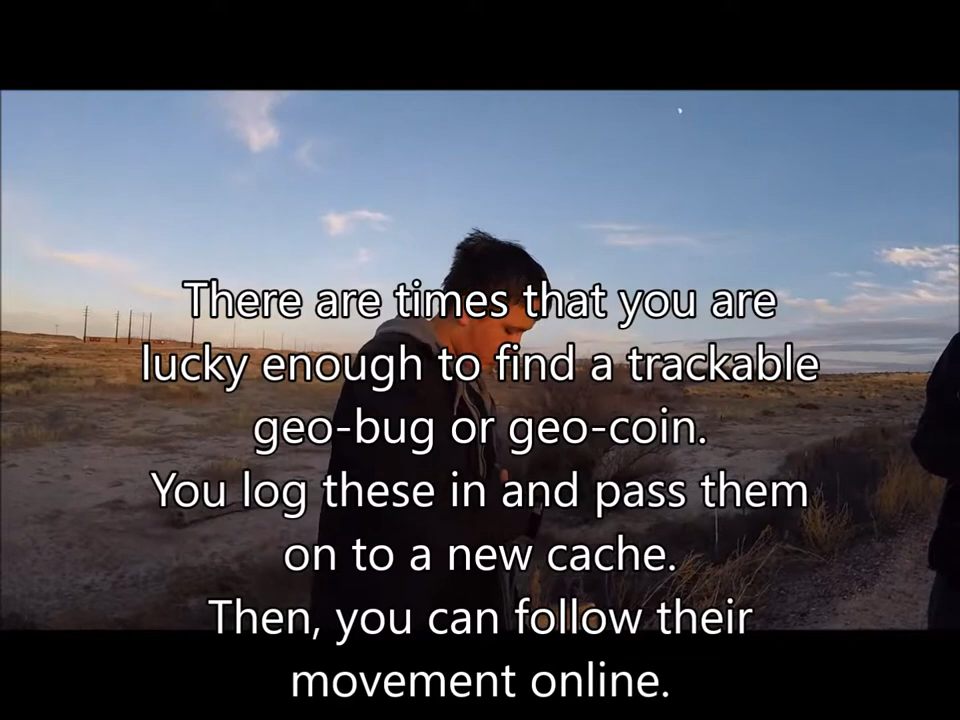 There are times that you are
lucky enough to find a trackable
geo-bug or geo-coin.
You log these in and pass them
on to a new cache.
Then, you can follow their
movement online.